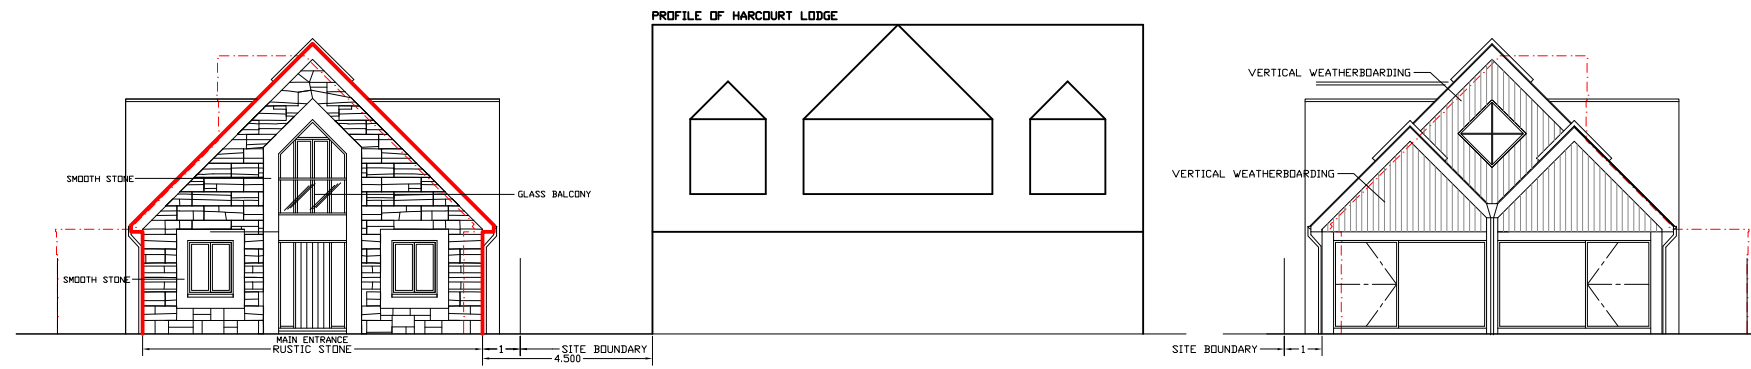 PROFILE OF HARCOURT LODGE
SMOOTH STONE
GLASS BALCONY
SMOOTH STONE
MAIN ENTRANCE
RUSTIC STONE
1
SITE BOUNDARY
4.500
VERTICAL WEATHERBOARDING
VERTICAL WEATHERBOARDING
SITE BOUNDARY
1